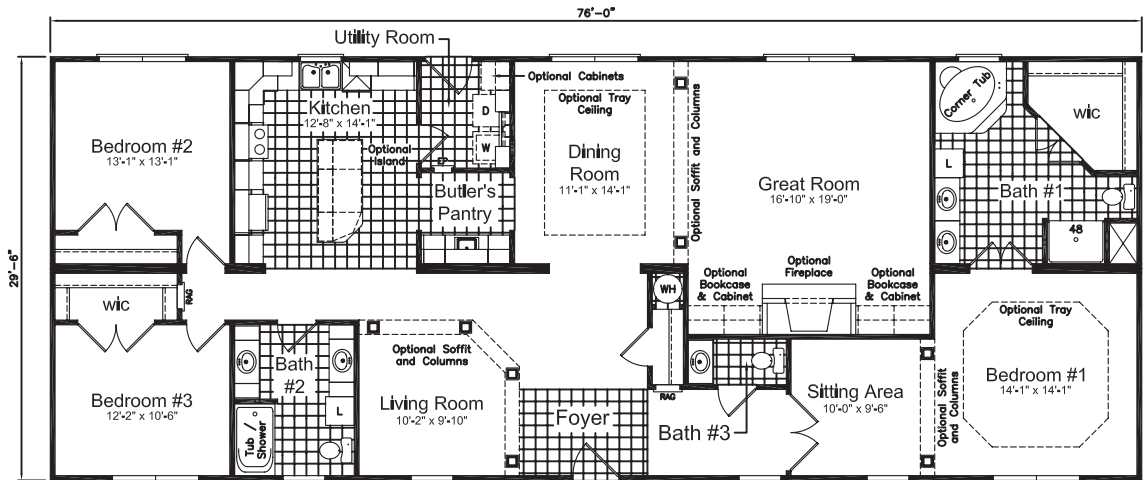 76'-0"
29'-6"
Utility Room
Optional Cabinets
Kitchen
12'-8" x 14'-1"
Optional
Island
D
W
EP
Butler's
Pantry
Bedroom #2
13'-1" x 13'-1"
Optional Tray
Ceiling
Dining
Room
11'-1" x 14'-1"
Optional Soffit and Columns
Great Room
16'-10" x 19'-0"
Optional
Bookcase
& Cabinet
Optional
Fireplace
Optional
Bookcase
& Cabinet
Corner Tub
wic
L
Bath #1
48
RAG
wic
Bedroom #3
12'-2" x 10'-6"
Bath
#2
L
Tub /
Shower
Optional Soffit
and Columns
Living Room
10'-2" x 9'-10"
Foyer
WH
RAG
Bath #3
Sitting Area
10'-0" x 9'-6"
Optional Soffit
and Columns
Optional Tray
Ceiling
Bedroom #1
14'-1" x 14'-1"